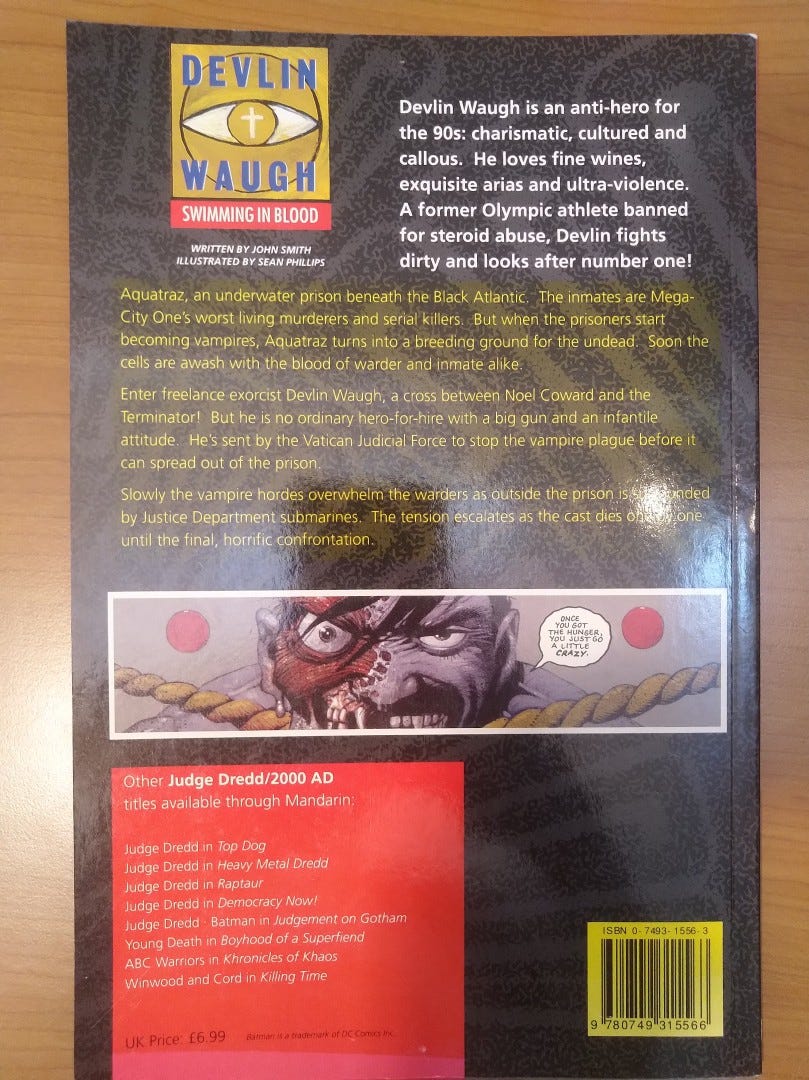 DEVLIN
WAUGH
SWIMMING IN BLOOD
WRITTEN BY JOHN SMITH
ILLUSTRATED BY SEAN PHILLIPS
Devlin Waugh is an anti-hero for
the 90s: charismatic, cultured and
callous. He loves fine wines,
exquisite arias and ultra-violence.
A former Olympic athlete banned
for steroid abuse, Devlin fights
dirty and looks after number one!
Aquatraz, an underwater prison beneath the Black Atlantic. The inmates are Mega-
City One's worst living murderers and serial killers. But when the prisoners start
becoming vampires, Aquatraz turns into a breeding ground for the undead. Soon the
cells are awash with the blood of warder and inmate alike.
Enter freelance exorcist Devlin Waugh, a cross between Noel Coward and the
Terminator! But he is no ordinary hero-for-hire with a big gun and an infantile
attitude. He's sent by the Vatican Judicial Force to stop the vampire plague before it
can spread out of the prison.
Slowly the vampire hordes overwhelm the warders as outside the prison is
by Justice Department submarines. The tension escalates as the cast dies one
until the final, horrific confrontation.
ONCE
YOU GOT
THE HUNGER,
YOU JUST GO
A LITTLE
CRAZY.
Other Judge Dredd/2000 AD
titles available through Mandarin:
Judge Dredd in Top Dog
Judge Dredd in Heavy Metal Dredd
Judge Dredd in Raptaur
Judge Dredd in Democracy Now!
Judge Dredd · Batman in Judgement on Gotham
Young Death in Boyhood of a Superfiend
ABC Warriors in Khronicles of Khaos
Winwood and Cord in Killing Time
UK Price: £6.99
Batman is a trademark of DC Comics Inc.
ISBN 0-7493-1556-3
9 780749 315566